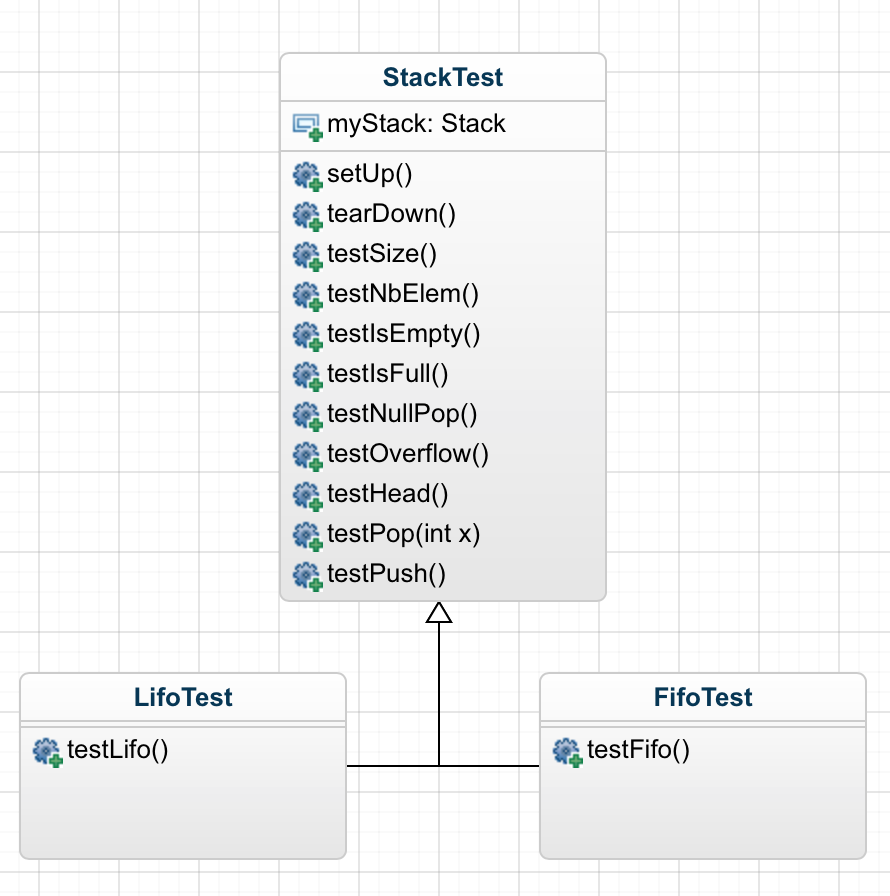 StackTest
myStack: Stack
setUp()
tearDown()
testSize()
testNbElem()
testIsEmpty()
testIsFull()
testNullPop()
testOverflow()
testHead()
testPop(int x)
testPush()
LifoTest
testLifo()
FifoTest
testFifo()